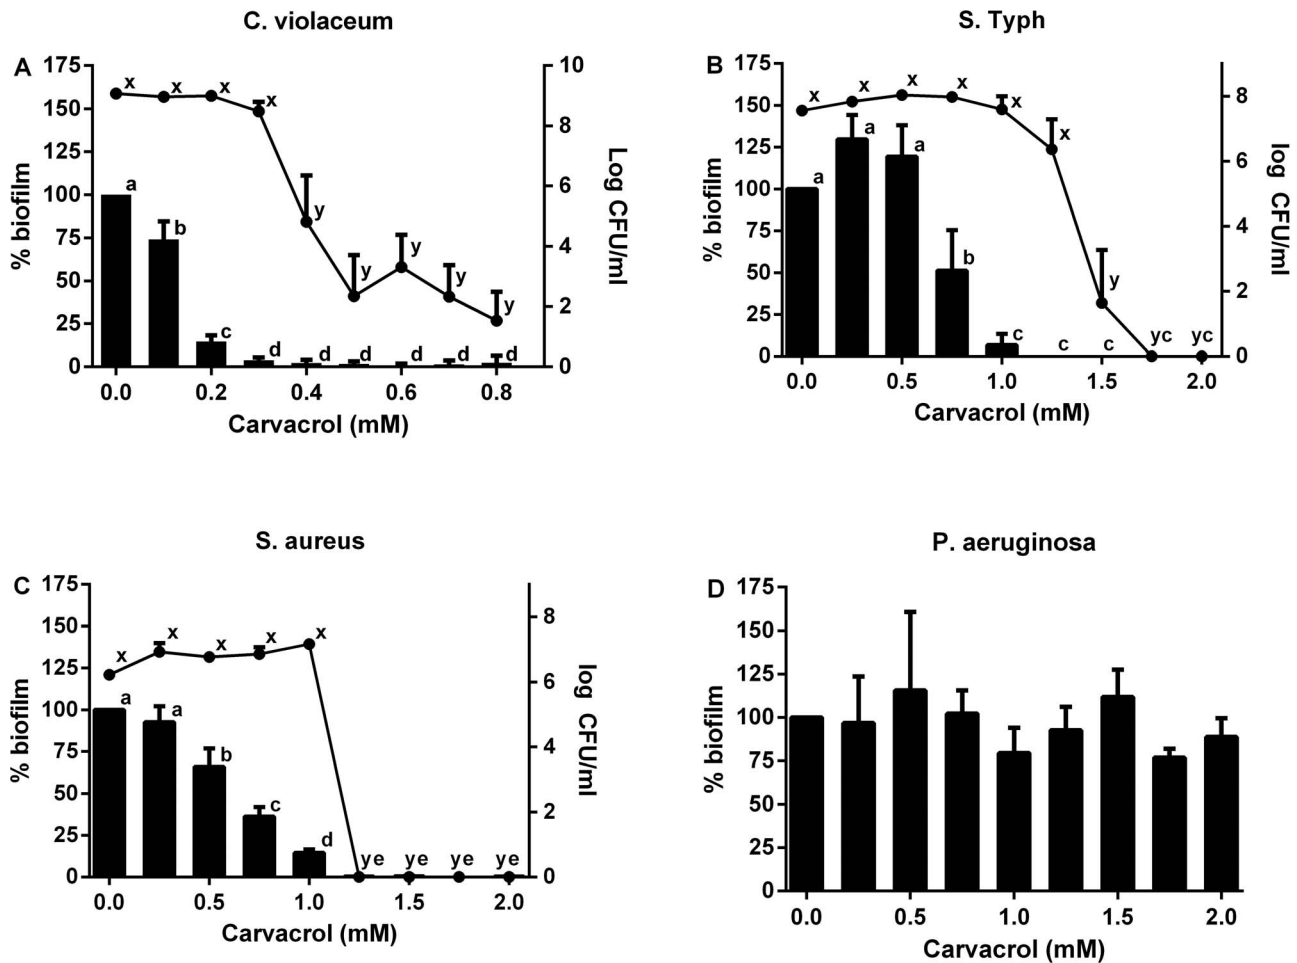 C. violaceum
A
% biofilm
175
150
125
100
75
50
25
0
x x x x y y y y y
a b c d d d d d d
10
8
6
4
2
0
Log CFU/ml
0.0 0.2 0.4 0.6 0.8
Carvacrol (mM)
S. Typh
B
% biofilm
175
150
125
100
75
50
25
0
x x x x x x y yc yc
a a a b c c c
8
6
4
2
0
log CFU/ml
0.0 0.5 1.0 1.5 2.0
Carvacrol (mM)
S. aureus
C
% biofilm
175
150
125
100
75
50
25
0
x x x x x
a a b c d ye ye ye ye
8
6
4
2
0
log CFU/ml
0.0 0.5 1.0 1.5 2.0
Carvacrol (mM)
P. aeruginosa
D
% biofilm
175
150
125
100
75
50
25
0
0.0 0.5 1.0 1.5 2.0
Carvacrol (mM)